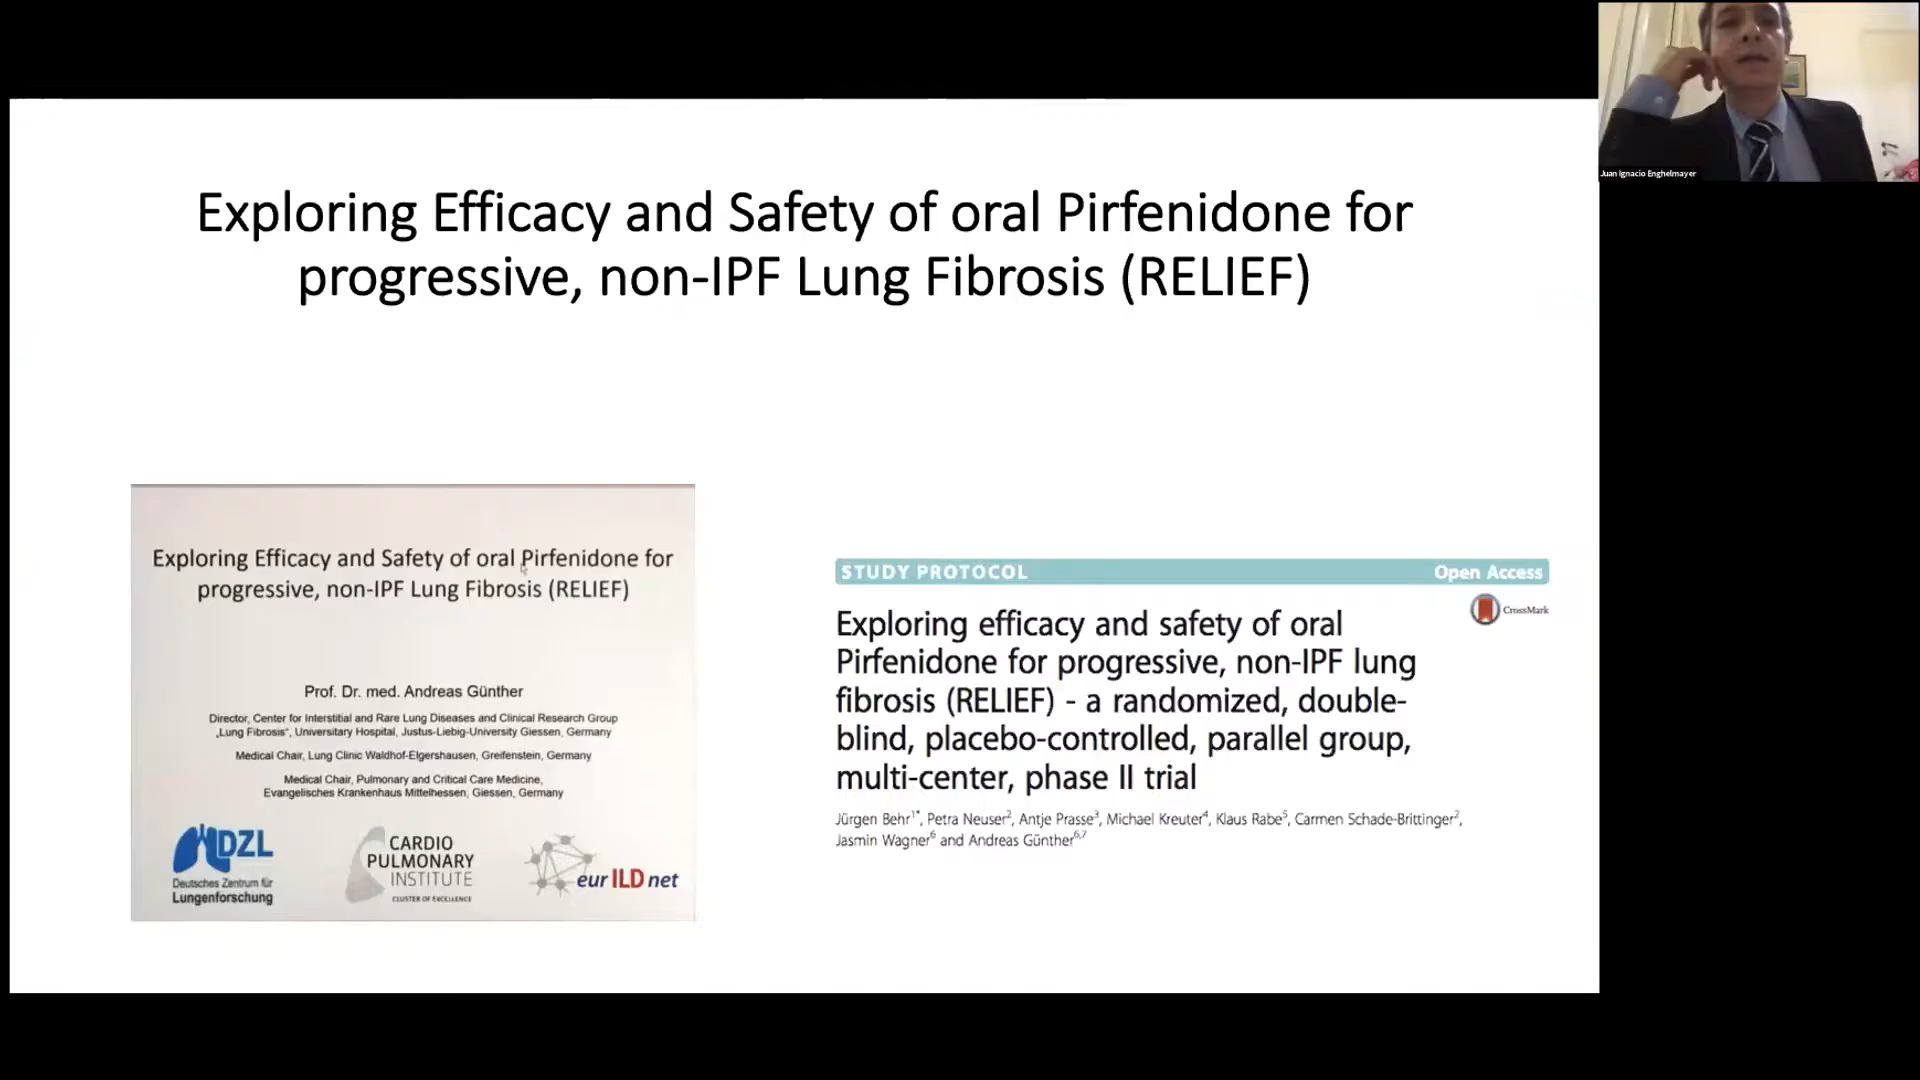 Juan Ignacio Enghelmayer
Exploring Efficacy and Safety of oral Pirfenidone for
progressive, non-IPF Lung Fibrosis (RELIEF)
Exploring Efficacy and Safety of oral Pirfenidone for
progressive, non-IPF Lung Fibrosis (RELIEF)
Prof. Dr. med. Andreas Günther
Director, Center for Interstitial and Rare Lung Diseases and Clinical Research Group
„Lung Fibrosis“, Universitary Hospital, Justus-Liebig-University Giessen, Germany
Medical Chair, Lung Clinic Waldhof-Elgershausen, Greifenstein, Germany
Medical Chair, Pulmonary and Critical Care Medicine,
Evangelisches Krankenhaus Mittelhessen, Giessen, Germany
DZL
Deutsches Zentrum für
Lungenforschung
CARDIO
PULMONARY
INSTITUTE
CLUSTER OF EXCELLENCE
eurILDnet
STUDY PROTOCOL Open Access
CrossMark
Exploring efficacy and safety of oral
Pirfenidone for progressive, non-IPF lung
fibrosis (RELIEF) - a randomized, double-
blind, placebo-controlled, parallel group,
multi-center, phase II trial
Jürgen Behr1*, Petra Neuser2, Antje Prasse3, Michael Kreuter4, Klaus Rabe5, Carmen Schade-Brittinger2,
Jasmin Wagner6 and Andreas Günther6,7